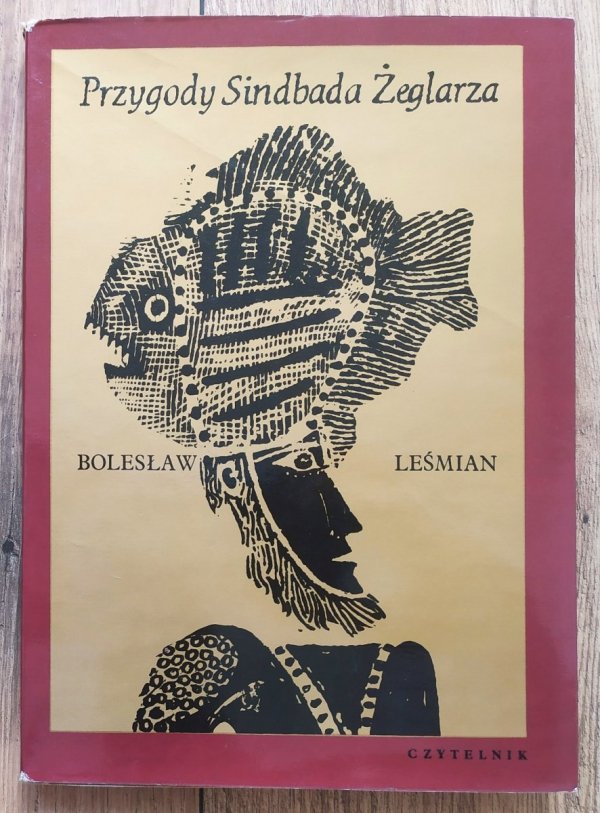 Przygody Sindbada Żeglarza
BOLESŁAW LEŚMIAN
CZYTELNIK